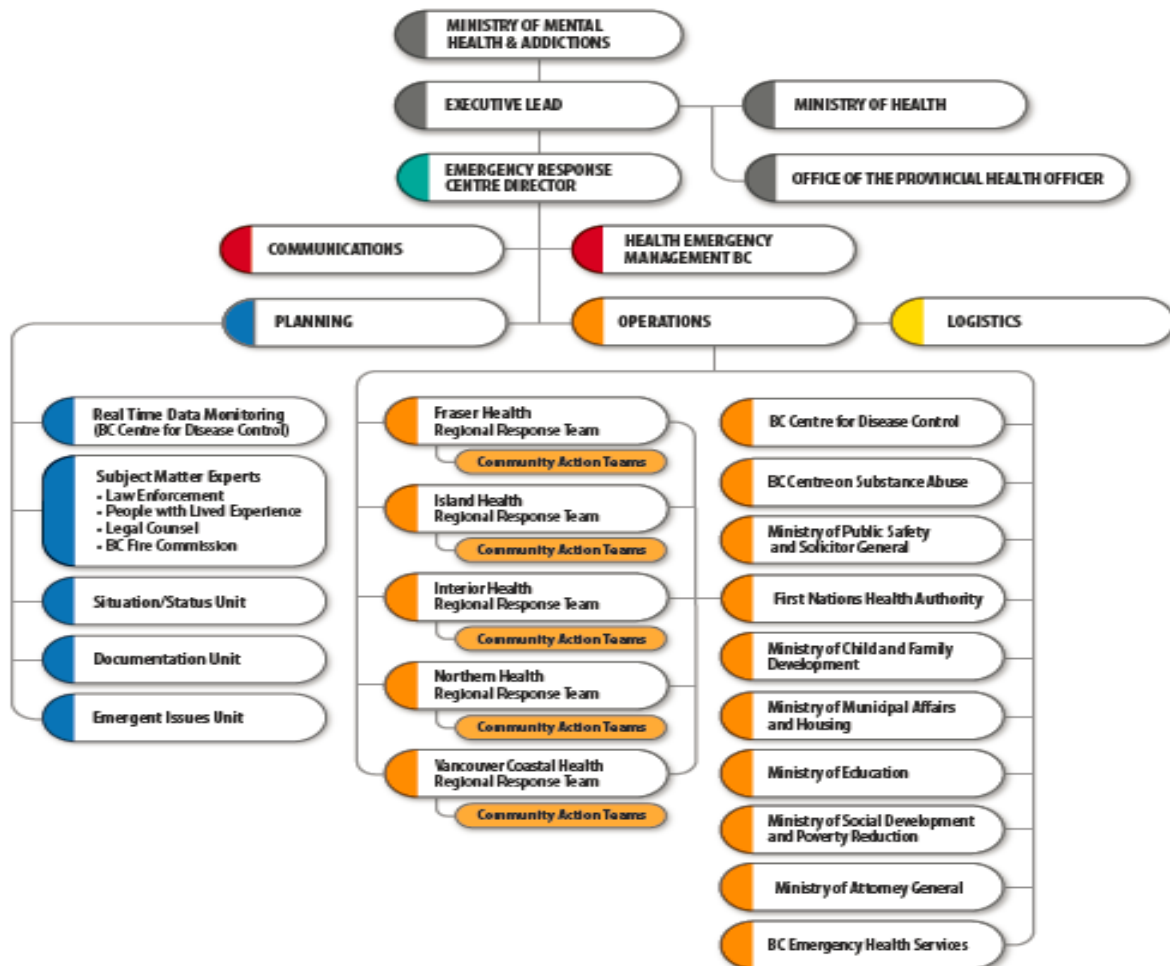 MINISTRY OF MENTAL
HEALTH & ADDICTIONS
EXECUTIVE LEAD
MINISTRY OF HEALTH
EMERGENCY RESPONSE
CENTRE DIRECTOR
OFFICE OF THE PROVINCIAL HEALTH OFFICER
COMMUNICATIONS
HEALTH EMERGENCY
MANAGEMENT BC
PLANNING
OPERATIONS
LOGISTICS
Real Time Data Monitoring
(BC Centre for Disease Control)
Subject Matter Experts
- Law Enforcement
- People with Lived Experience
- Legal Counsel
- BC Fire Commission
Situation/Status Unit
Documentation Unit
Emergent Issues Unit
Fraser Health
Regional Response Team
Community Action Teams
Island Health
Regional Response Team
Community Action Teams
Interior Health
Regional Response Team
Community Action Teams
Northern Health
Regional Response Team
Community Action Teams
Vancouver Coastal Health
Regional Response Team
Community Action Teams
BC Centre for Disease Control
BC Centre on Substance Abuse
Ministry of Public Safety
and Solicitor General
First Nations Health Authority
Ministry of Child and Family
Development
Ministry of Municipal Affairs
and Housing
Ministry of Education
Ministry of Social Development
and Poverty Reduction
Ministry of Attorney General
BC Emergency Health Services